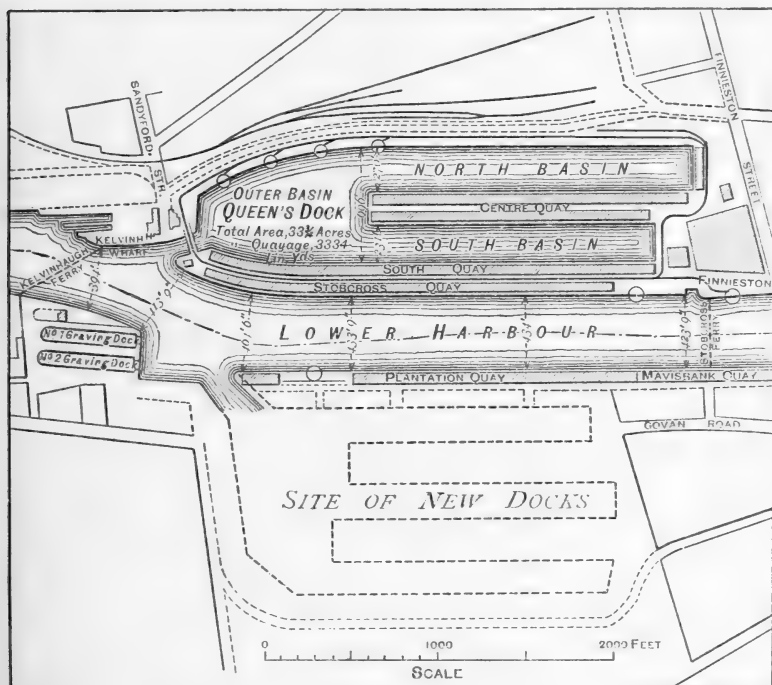 SANDYFORD
STR.
FINNIESTON
STREET
NORTH BASIN
OUTER BASIN
QUEEN'S DOCK
Total Area, 33¾ Acres
Quayage, 3334
Lin Yds
CENTRE QUAY
SOUTH BASIN
SOUTH QUAY
STOBCROSS QUAY
KELVINH
WHARF
KELVINHAUGH
FERRY
FINNIESTON
LOWER HARBOUR
FERRY
No 1 Graving Dock
No 2 Graving Dock
PLANTATION QUAY
MAVISBANK QUAY
GOVAN ROAD
SITE OF NEW DOCKS
0 1000 2000 FEET
SCALE